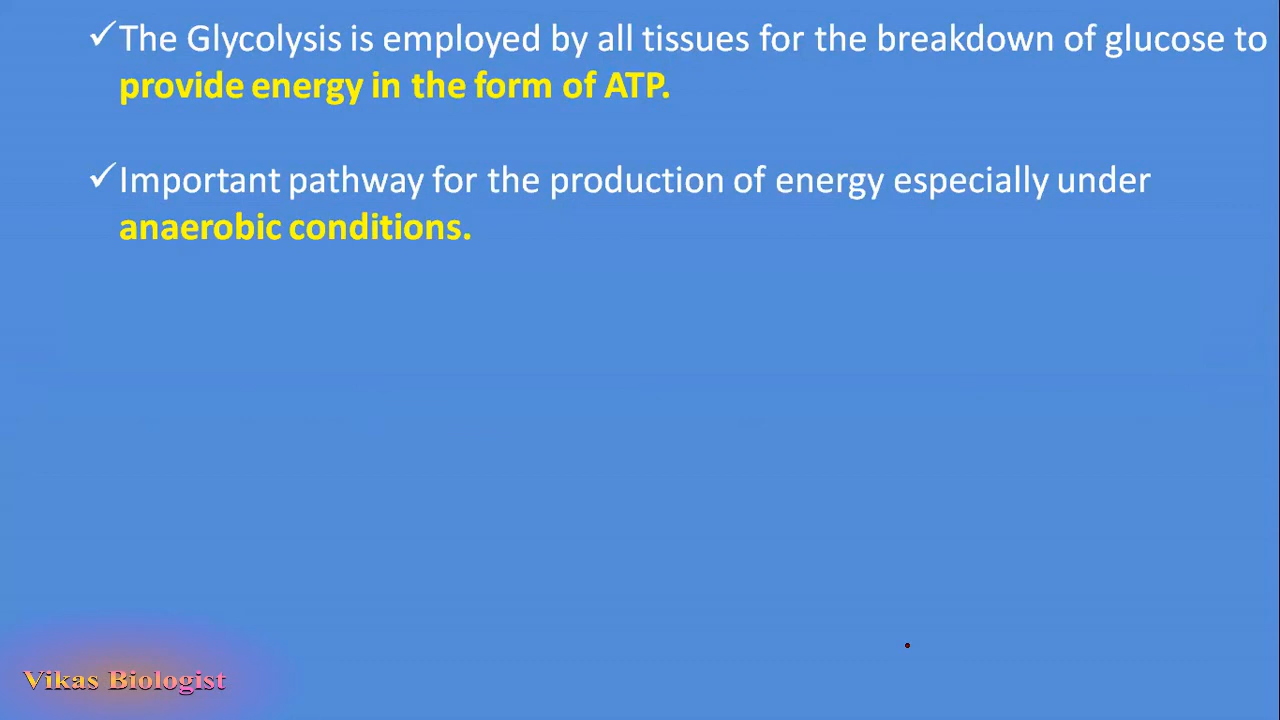 ✓The Glycolysis is employed by all tissues for the breakdown of glucose to
provide energy in the form of ATP.
✓Important pathway for the production of energy especially under
anaerobic conditions.
Vikas Biologist